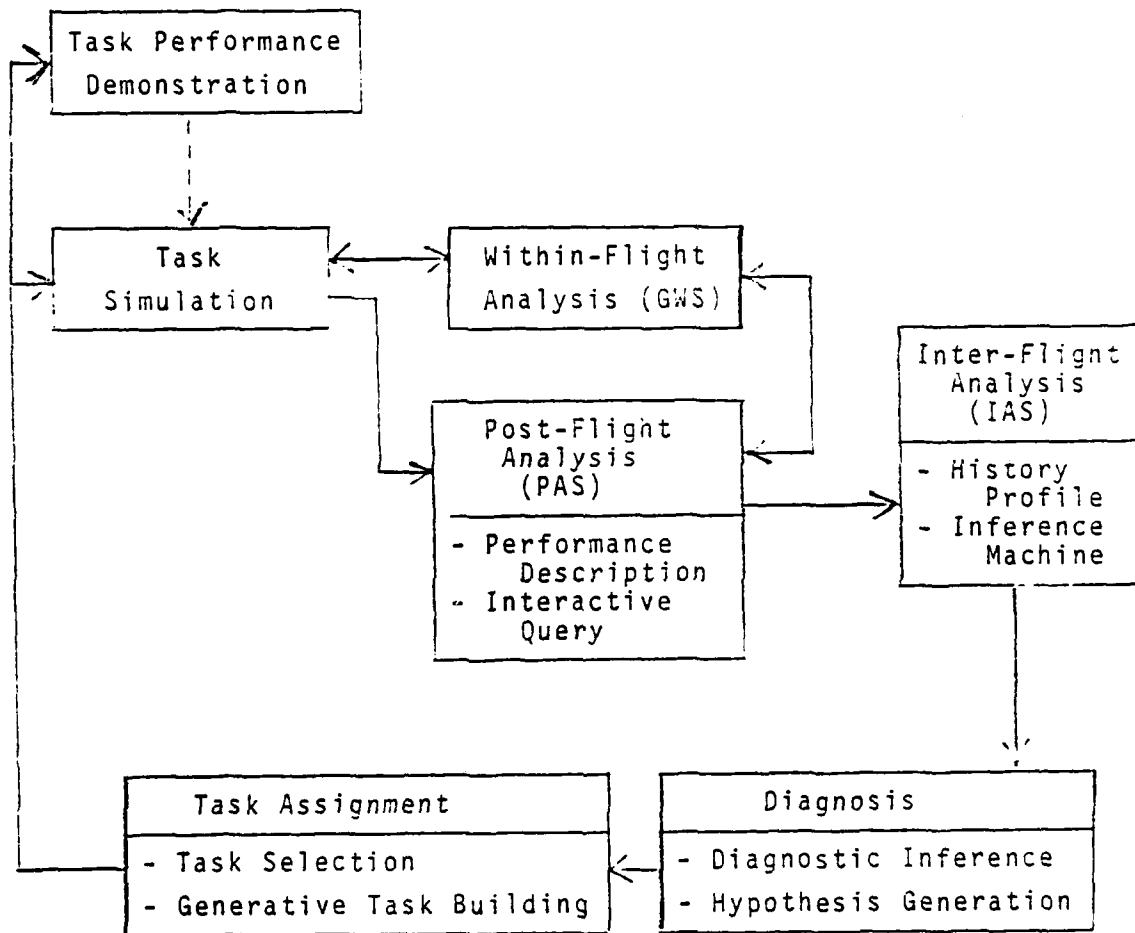 Task Performance
Demonstration
Task
Simulation
Within-Flight
Analysis (GWS)
Inter-Flight
Analysis
(IAS)
- History
Profile
- Inference
Machine
Post-Flight
Analysis
(PAS)
- Performance
Description
- Interactive
Query
Task Assignment
- Task Selection
- Generative Task Building
Diagnosis
- Diagnostic Inference
- Hypothesis Generation